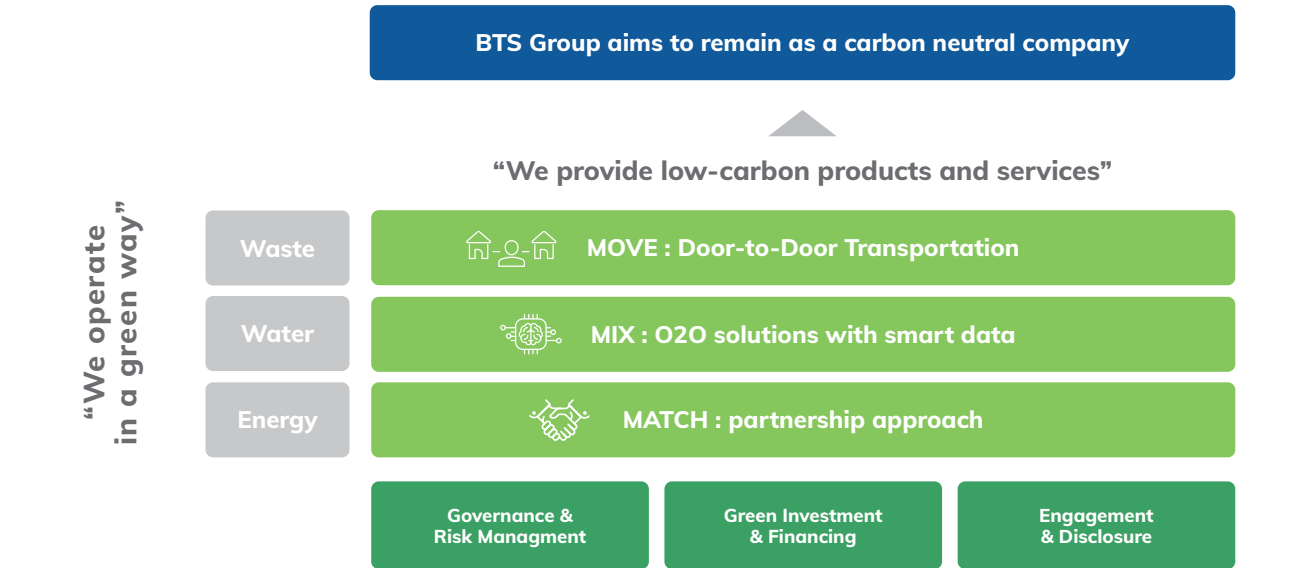 BTS Group aims to remain as a carbon neutral company
“We provide low-carbon products and services”
“We operate
in a green way”
Waste
MOVE : Door-to-Door Transportation
Water
MIX : O2O solutions with smart data
Energy
MATCH : partnership approach
Governance &
Risk Managment
Green Investment
& Financing
Engagement
& Disclosure